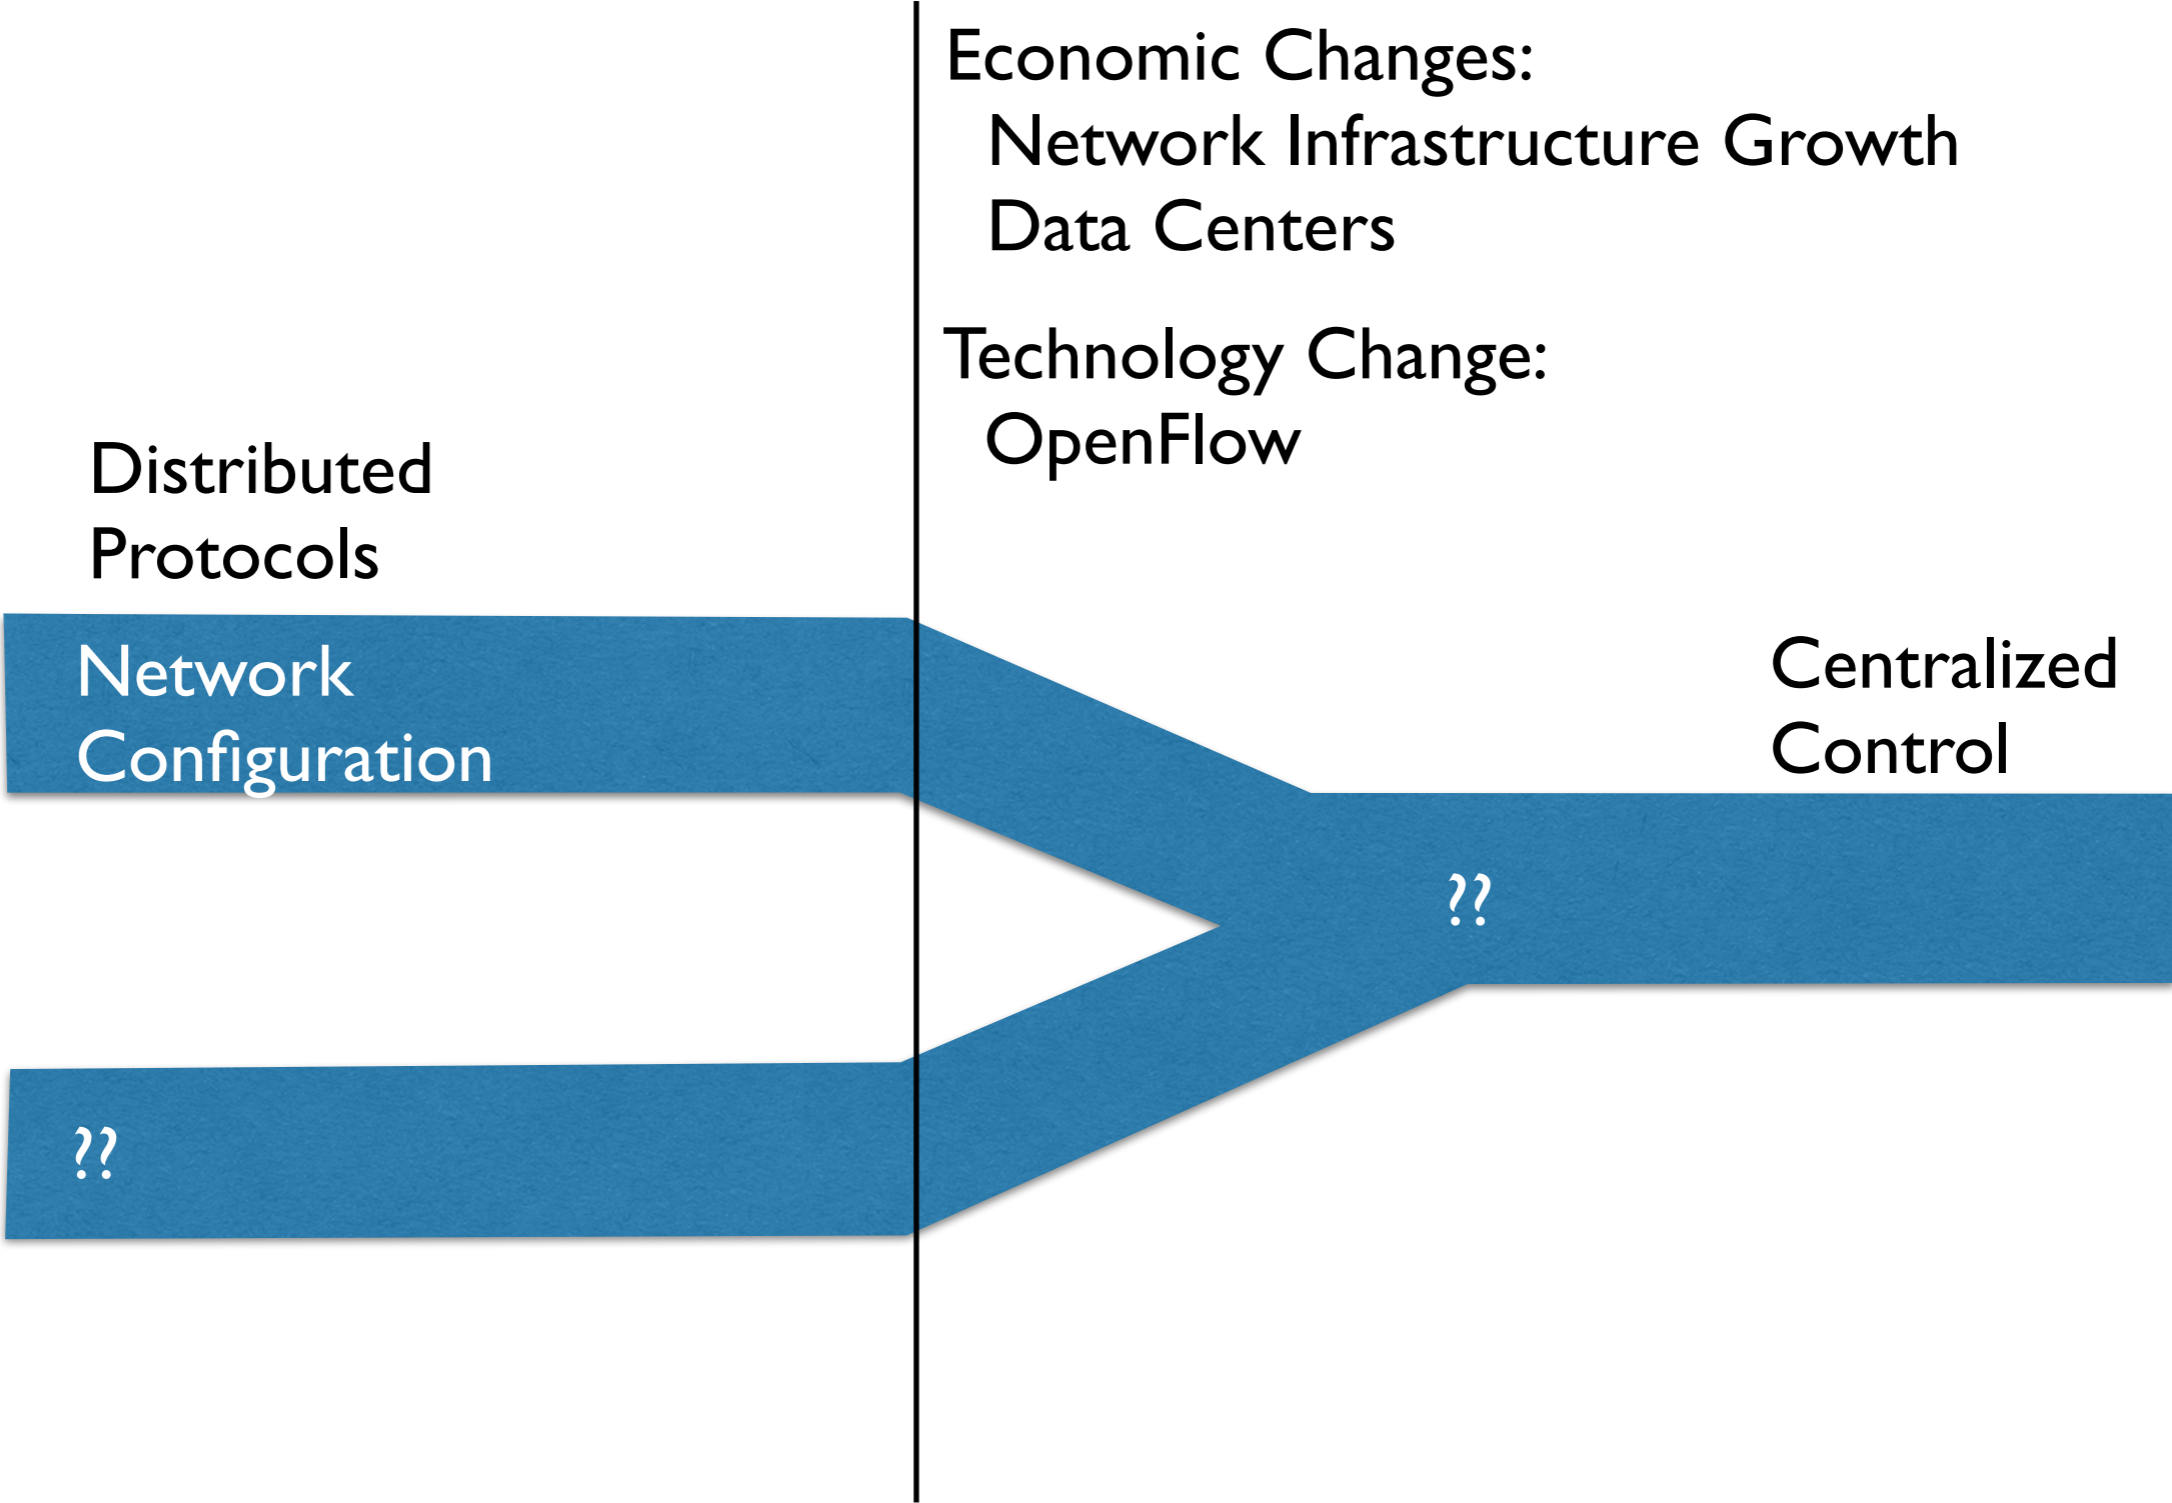 Economic Changes:
Network Infrastructure Growth
Data Centers
Technology Change:
OpenFlow
Distributed
Protocols
Network
Configuration
Centralized
Control
??
??